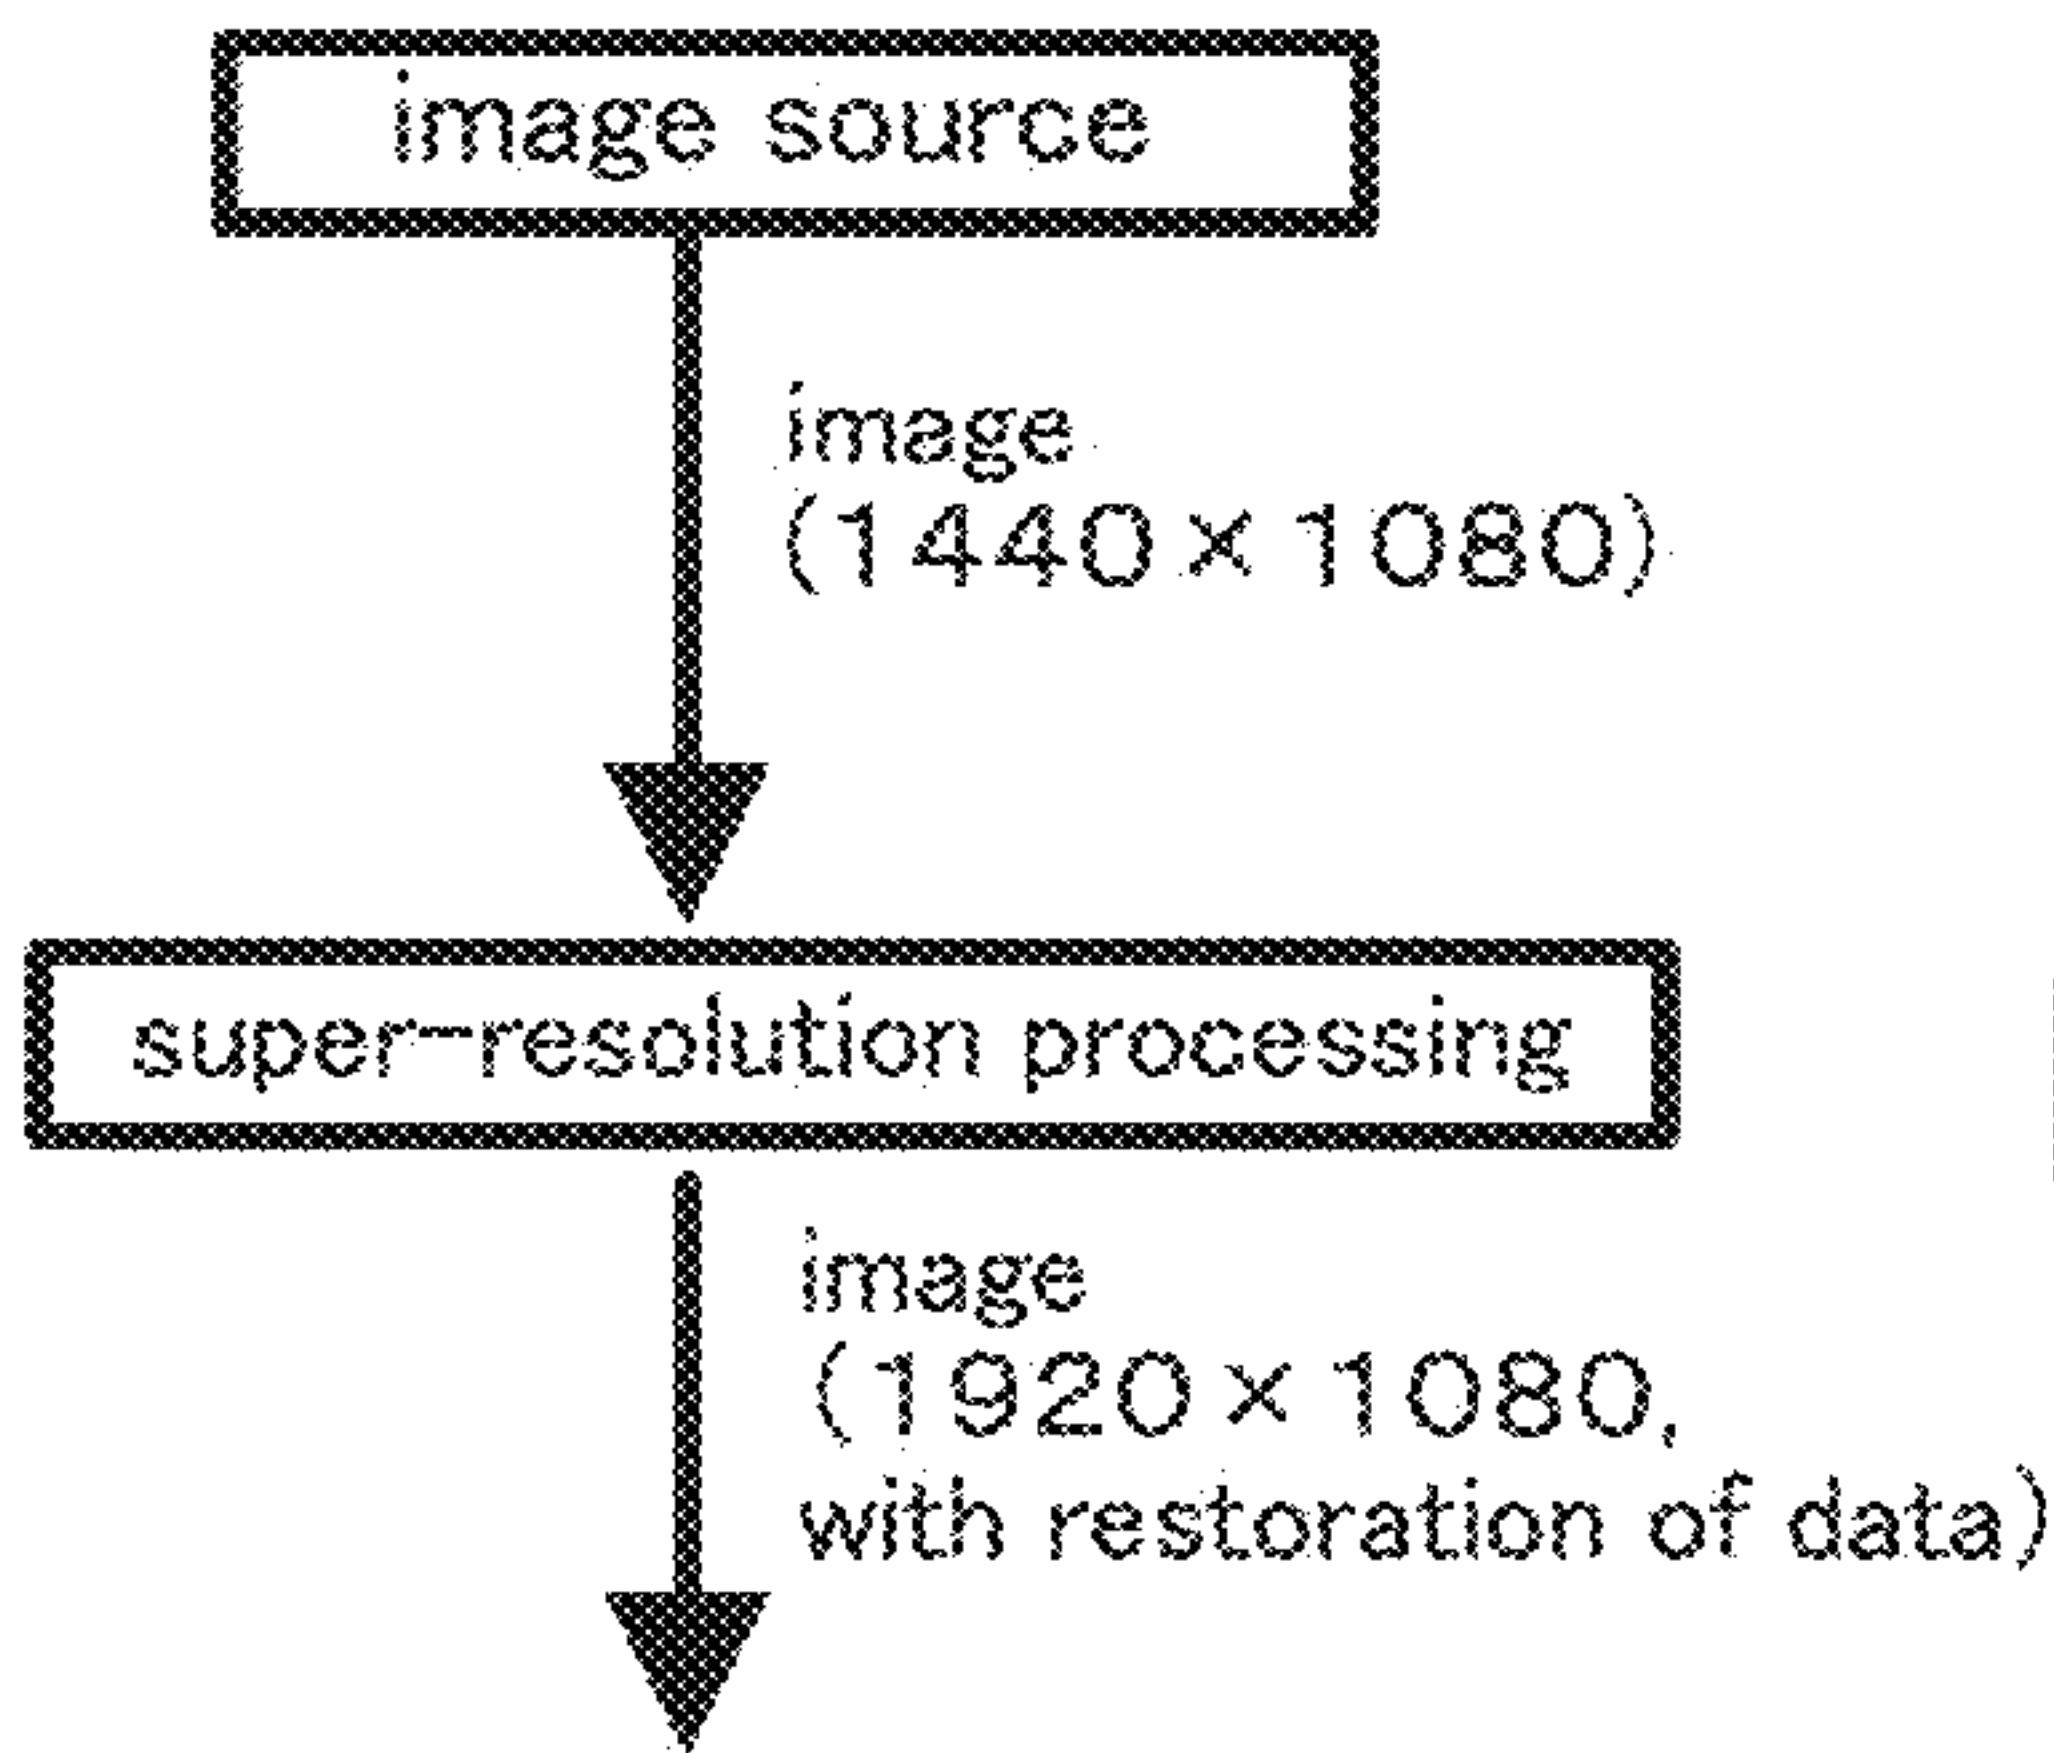 image source
image
(1440×1080)
super-resolution processing
image
(1920×1080,
with restoration of data)